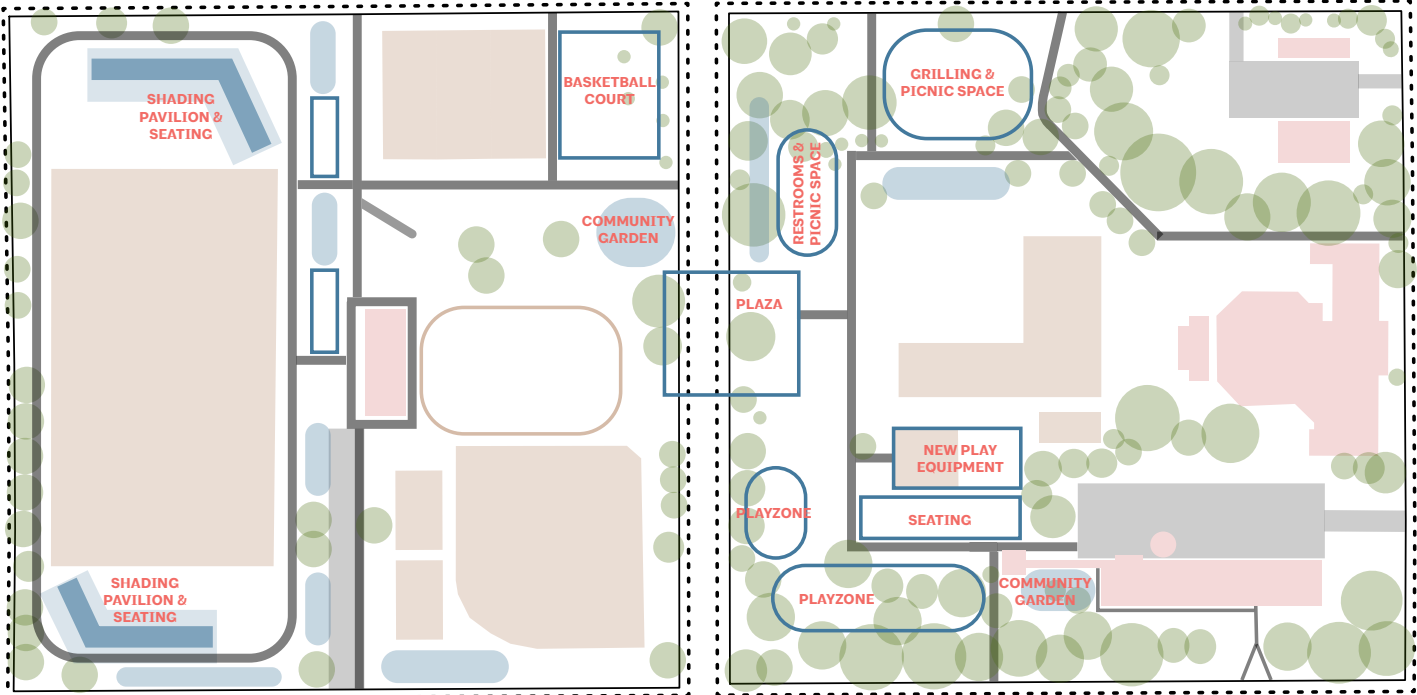 SHADING
PAVILION &
SEATING
BASKETBALL
COURT
COMMUNITY
GARDEN
SHADING
PAVILION &
SEATING
GRILLING &
PICNIC SPACE
RESTROOMS &
PICNIC SPACE
PLAZA
NEW PLAY
EQUIPMENT
PLAYZONE
SEATING
PLAYZONE
COMMUNITY
GARDEN